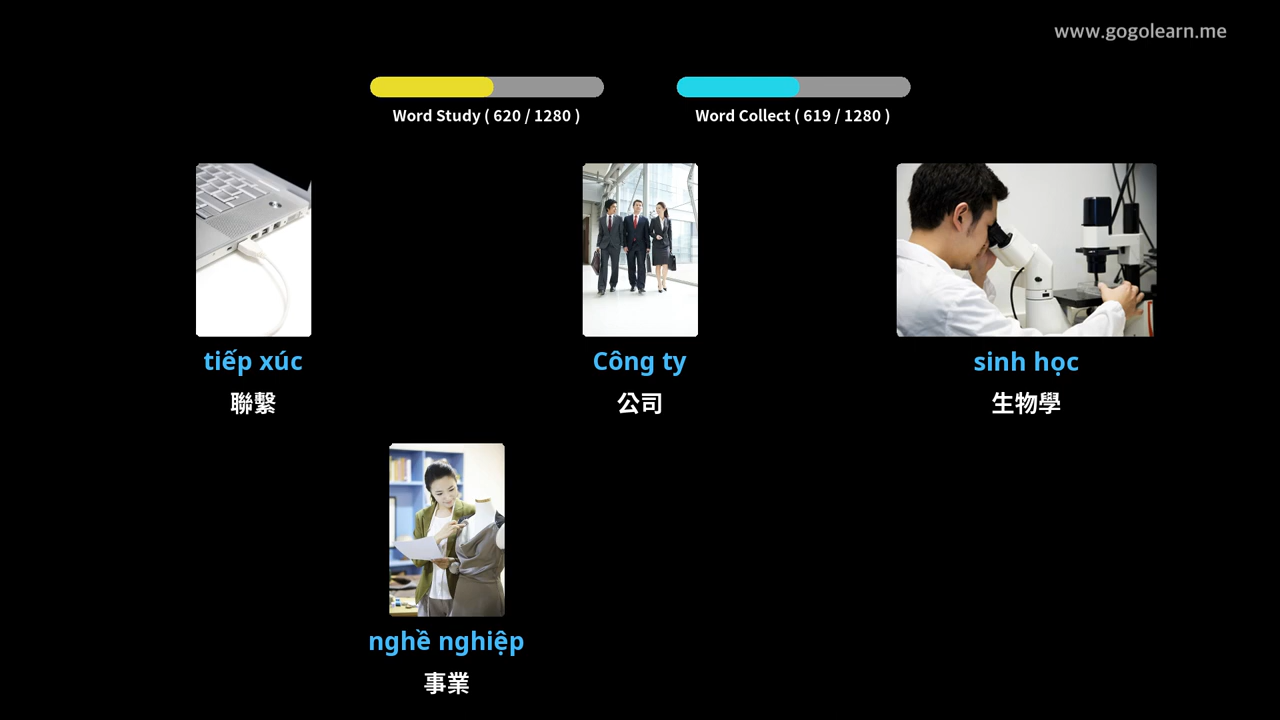 www.gogolearn.me
Word Study ( 620 / 1280 )
Word Collect ( 619 / 1280 )
tiếp xúc
聯繫
Công ty
公司
sinh học
生物學
nghề nghiệp
事業